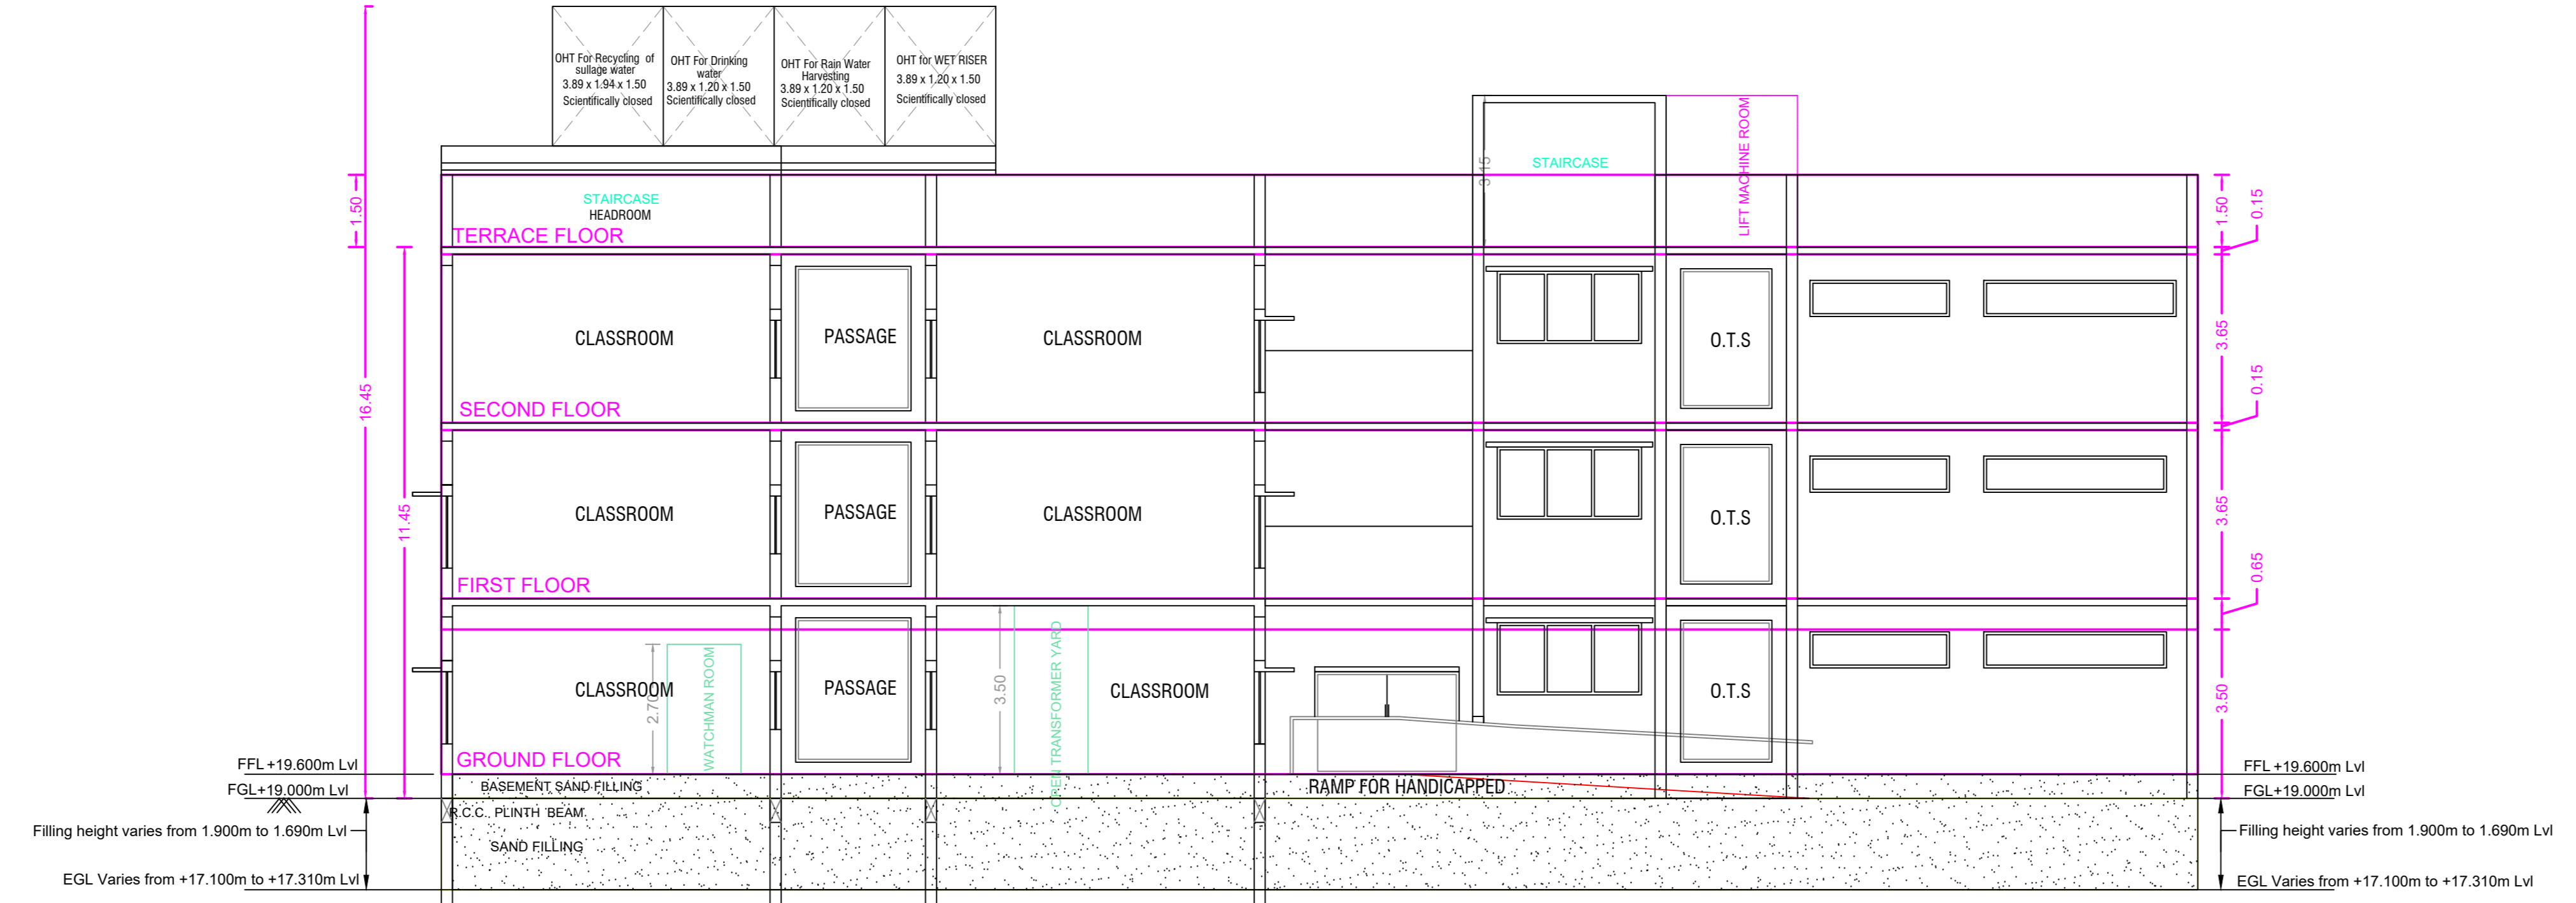 OHT For Recycling of
sullage water
3.89 x 1.94 x 1.50
Scientifically closed
OHT For Drinking
water
3.89 x 1.20 x 1.50
Scientifically closed
OHT For Rain Water
Harvesting
3.89 x 1.20 x 1.50
Scientifically closed
OHT for WET RISER
3.89 x 1.20 x 1.50
Scientifically closed
STAIRCASE
3.15
LIFT MACHINE ROOM
1.50
STAIRCASE
HEADROOM
TERRACE FLOOR
1.50
0.15
CLASSROOM
PASSAGE
CLASSROOM
O.T.S
3.65
0.15
16.45
SECOND FLOOR
11.45
CLASSROOM
PASSAGE
CLASSROOM
O.T.S
3.65
0.65
FIRST FLOOR
2.70
WATCHMAN ROOM
CLASSROOM
PASSAGE
3.50
OPEN TRANSFORMER YARD
CLASSROOM
O.T.S
3.50
GROUND FLOOR
FFL +19.600m Lvl
FFL +19.600m Lvl
BASEMENT SAND FILLING
RAMP FOR HANDICAPPED
FGL+19.000m Lvl
FGL+19.000m Lvl
R.C.C. PLINTH BEAM
Filling height varies from 1.900m to 1.690m Lvl
Filling height varies from 1.900m to 1.690m Lvl
SAND FILLING
EGL Varies from +17.100m to +17.310m Lvl
EGL Varies from +17.100m to +17.310m Lvl